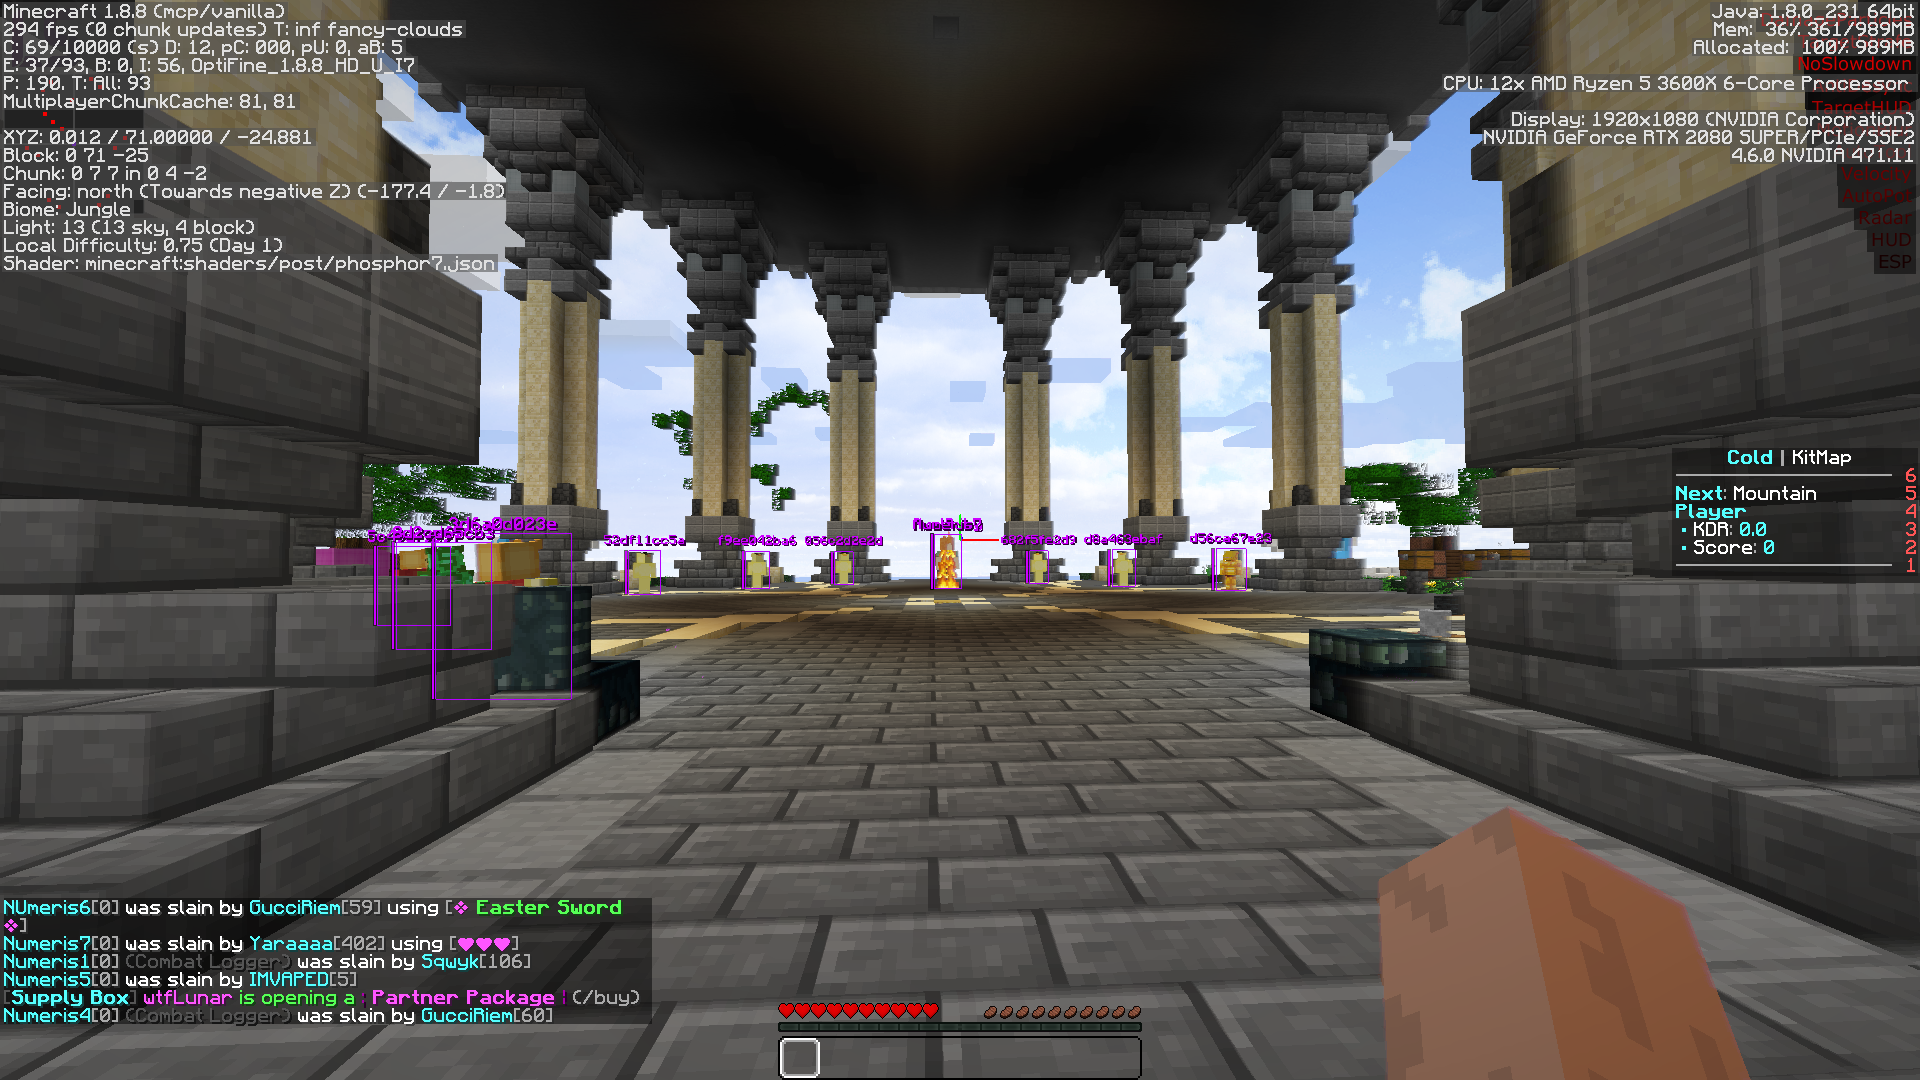 Minecraft 1.8.8 (mcp/vanilla)
294 fps (0 chunk updates) T: inf fancy-clouds
C: 69/10000 (s) D: 12, pC: 000, pU: 0, aB: 5
E: 37/93, B: 0, I: 56, OptiFine_1.8.8_HD_U_I7
P: 190. T: All: 93
MultiplayerChunkCache: 81, 81
XYZ: 0.012 / 71.00000 / -24.881
Block: 0 71 -25
Chunk: 0 7 7 in 0 4 -2
Facing: north (Towards negative Z) (-177.4 / -1.8)
Biome: Jungle
Light: 13 (13 sky, 4 block)
Local Difficulty: 0.75 (Day 1)
Shader: minecraft:shaders/post/phosphor7.json
Java: 1.8.0_231 64bit
Mem: 36% 361/989MB
Allocated: 100% 989MB
NoSlowdown
CPU: 12x AMD Ryzen 5 3600X 6-Core Processor
TargetHUD
Display: 1920x1080 (NVIDIA Corporation)
NVIDIA GeForce RTX 2080 SUPER/PCIe/SSE2
4.6.0 NVIDIA 471.11
Velocity
AutoPot
Radar
HUD
ESP
Cold | KitMap
6
Next: Mountain 5
Player 4
• KDR: 0.0 3
• Score: 0 2
1
3d6a0d023e
52df11cc5a
f9ee042ba6
056c2d2e2d
d8a463abaf
d56ca67e23
NUmeris6[0] was slain by GucciRiem[59] using [❖ Easter Sword
❖]
Numeris7[0] was slain by Yaraaaa[402] using [♥♥♥]
Numeris1[0] (Combat Logger) was slain by Sqwyk[106]
Numeris5[0] was slain by IMVAPED[5]
[Supply Box] wtfLunar is opening a | Partner Package | (/buy)
Numeris4[0] (Combat Logger) was slain by GucciRiem[60]